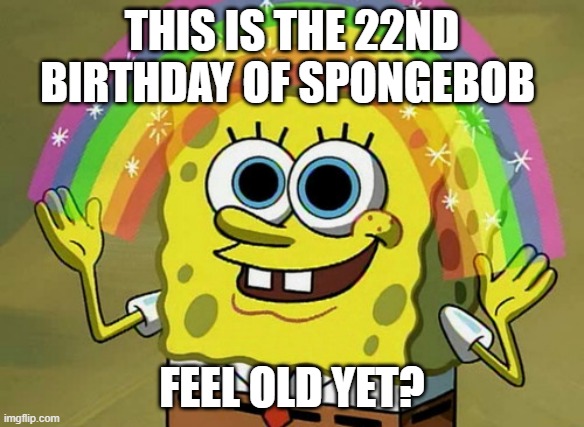 THIS IS THE 22ND
BIRTHDAY OF SPONGEBOB
FEEL OLD YET?
imgflip.com